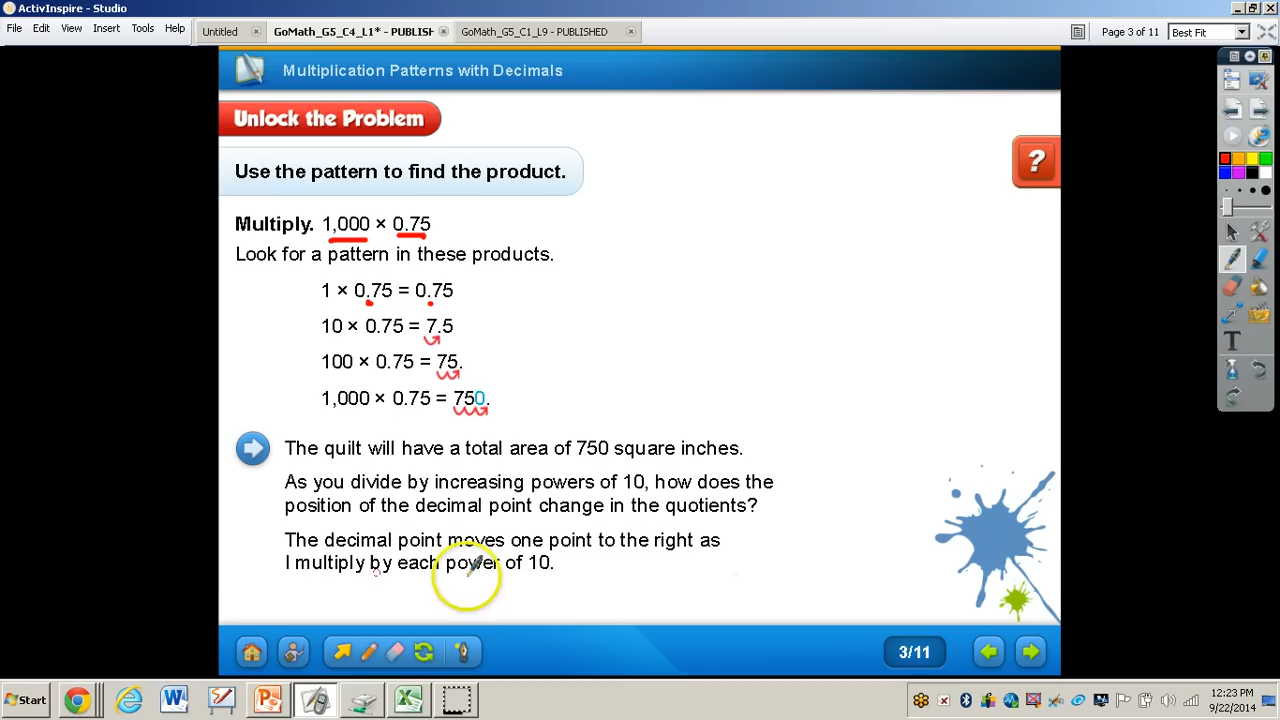 ActivInspire - Studio
File Edit View Insert Tools Help
Untitled
GoMath_G5_C4_L1* - PUBLISH
GoMath_G5_C1_L9 - PUBLISHED
Page 3 of 11
Best Fit
Multiplication Patterns with Decimals
Unlock the Problem
Use the pattern to find the product.
?
Multiply. 1,000 × 0.75
Look for a pattern in these products.
1 × 0.75 = 0.75
10 × 0.75 = 7.5
100 × 0.75 = 75.
1,000 × 0.75 = 750.
The quilt will have a total area of 750 square inches.
As you divide by increasing powers of 10, how does the
position of the decimal point change in the quotients?
The decimal point moves one point to the right as
I multiply by each power of 10.
3/11
Start
12:23 PM
9/22/2014